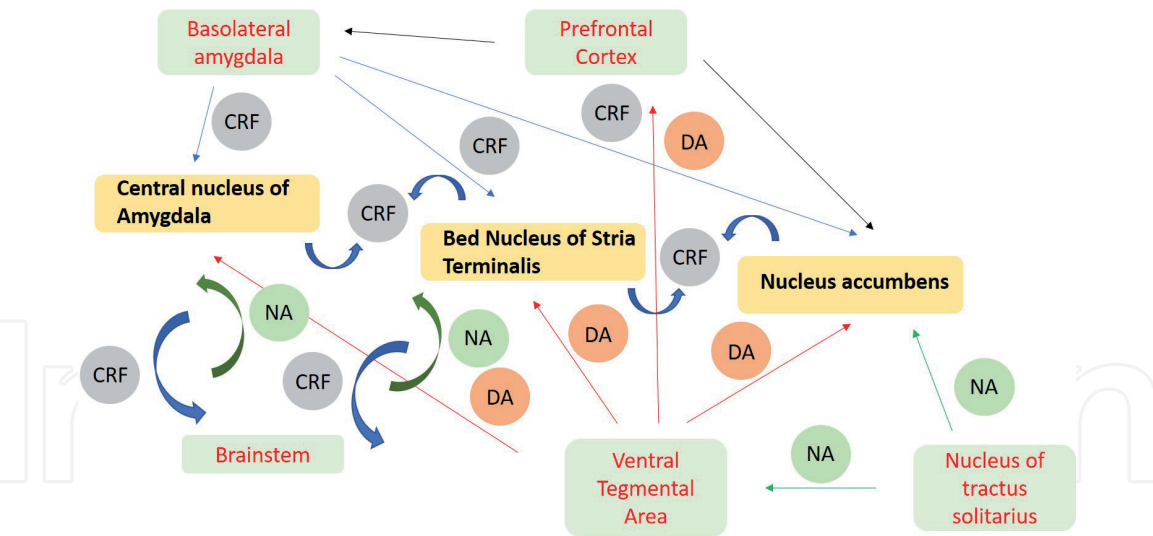 Basolateral
amygdala
Prefrontal
Cortex
CRF
CRF
CRF
DA
Central nucleus of
Amygdala
CRF
Bed Nucleus of Stria
Terminalis
CRF
Nucleus accumbens
NA
NA
DA
DA
CRF
CRF
DA
NA
Brainstem
Ventral
Tegmental
Area
NA
Nucleus of
tractus
solitarius